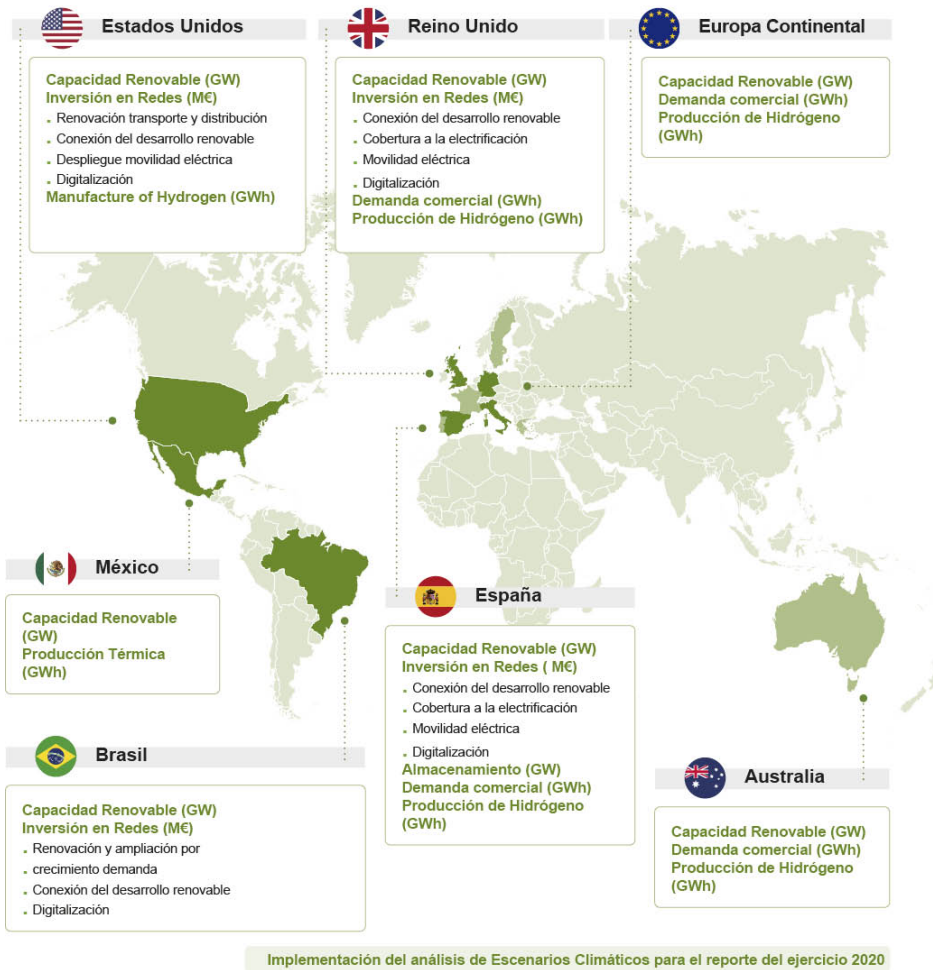 Estados Unidos
Capacidad Renovable (GW)
Inversión en Redes (M€)
. Renovación transporte y distribución
. Conexión del desarrollo renovable
. Despliegue movilidad eléctrica
. Digitalización
Manufacture of Hydrogen (GWh)
Reino Unido
Capacidad Renovable (GW)
Inversión en Redes (M€)
. Conexión del desarrollo renovable
. Cobertura a la electrificación
. Movilidad eléctrica
. Digitalización
Demanda comercial (GWh)
Producción de Hidrógeno (GWh)
Europa Continental
Capacidad Renovable (GW)
Demanda comercial (GWh)
Producción de Hidrógeno
(GWh)
México
Capacidad Renovable
(GW)
Producción Térmica
(GWh)
España
Capacidad Renovable (GW)
Inversión en Redes ( M€)
. Conexión del desarrollo renovable
. Cobertura a la electrificación
. Movilidad eléctrica
. Digitalización
Almacenamiento (GW)
Demanda comercial (GWh)
Producción de Hidrógeno
(GWh)
Brasil
Capacidad Renovable (GW)
Inversión en Redes (M€)
. Renovación y ampliación por
. crecimiento demanda
. Conexión del desarrollo renovable
. Digitalización
Australia
Capacidad Renovable (GW)
Demanda comercial (GWh)
Producción de Hidrógeno
(GWh)
Implementación del análisis de Escenarios Climáticos para el reporte del ejercicio 2020